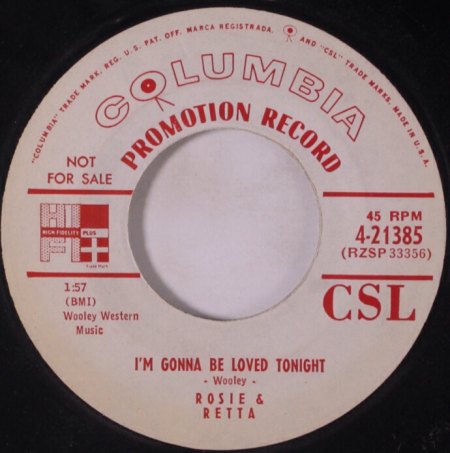 "COLUMBIA" TRADE MARK, REG. U.S. PAT. OFF. MARCA REGISTRADA. AND "CSL" TRADE MARKS, MADE IN U.S.A.
COLUMBIA
PROMOTION RECORD
NOT
FOR SALE
HI
HIGH FIDELITY PLUS
FI
Trade Mark
45 RPM
4-21385
(RZSP 33356)
1:57
(BMI)
Wooley Western
Music
CSL
I'M GONNA BE LOVED TONIGHT
- Wooley -
ROSIE &
RETTA